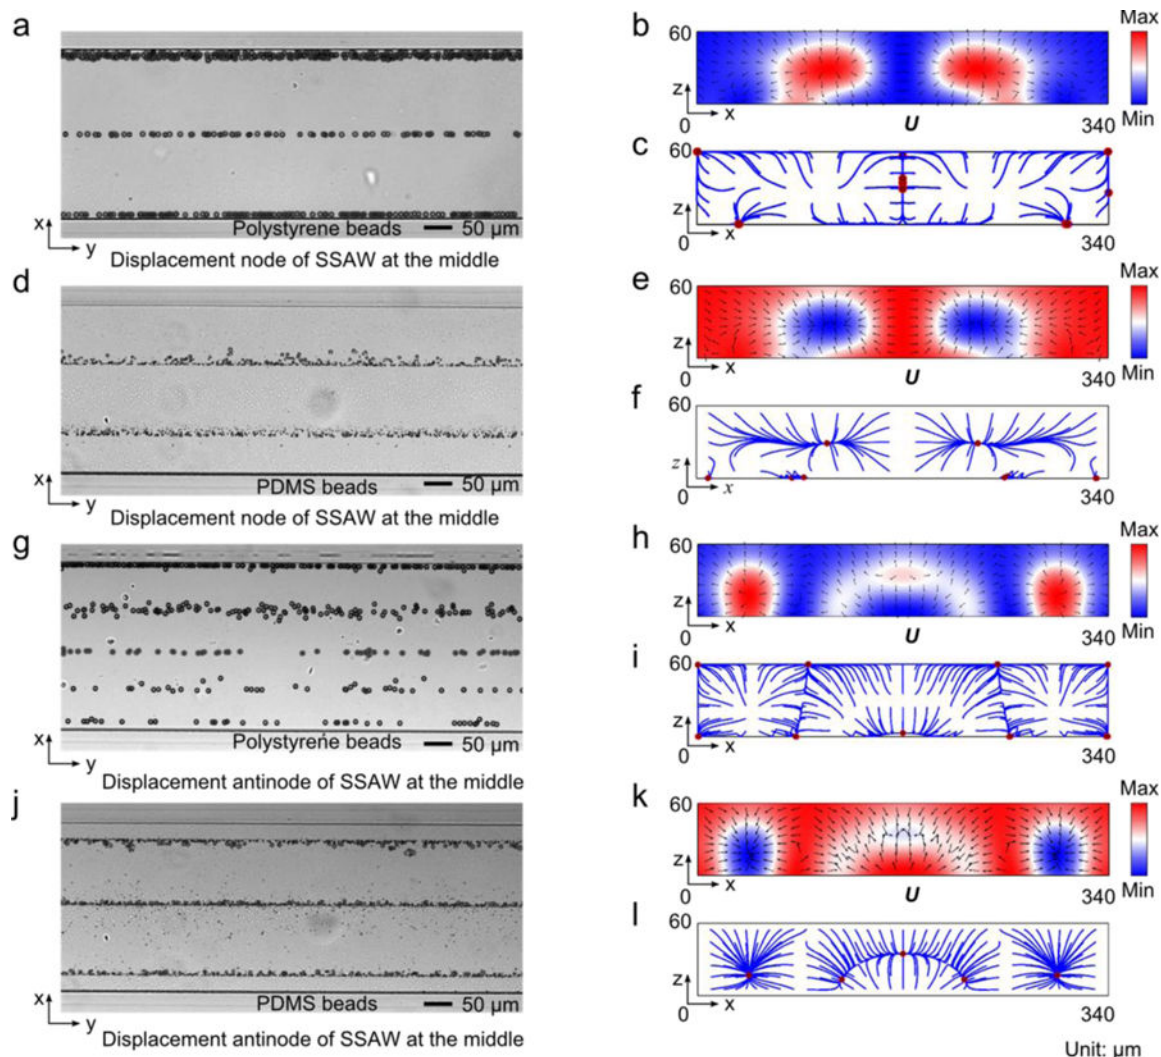 a
Polystyrene beads 50 µm
x
y
Displacement node of SSAW at the middle
b
60
z
0 x U 340
Max
Min
c
60
z
0 x 340
d
PDMS beads 50 µm
x
y
Displacement node of SSAW at the middle
e
60
z
0 x U 340
Max
Min
f
60
z
0 x 340
g
Polystyrene beads 50 µm
x
y
Displacement antinode of SSAW at the middle
h
60
z
0 x U 340
Max
Min
i
60
z
0 x 340
j
PDMS beads 50 µm
x
y
Displacement antinode of SSAW at the middle
k
60
z
0 x U 340
Max
Min
l
60
z
0 x 340
Unit: µm